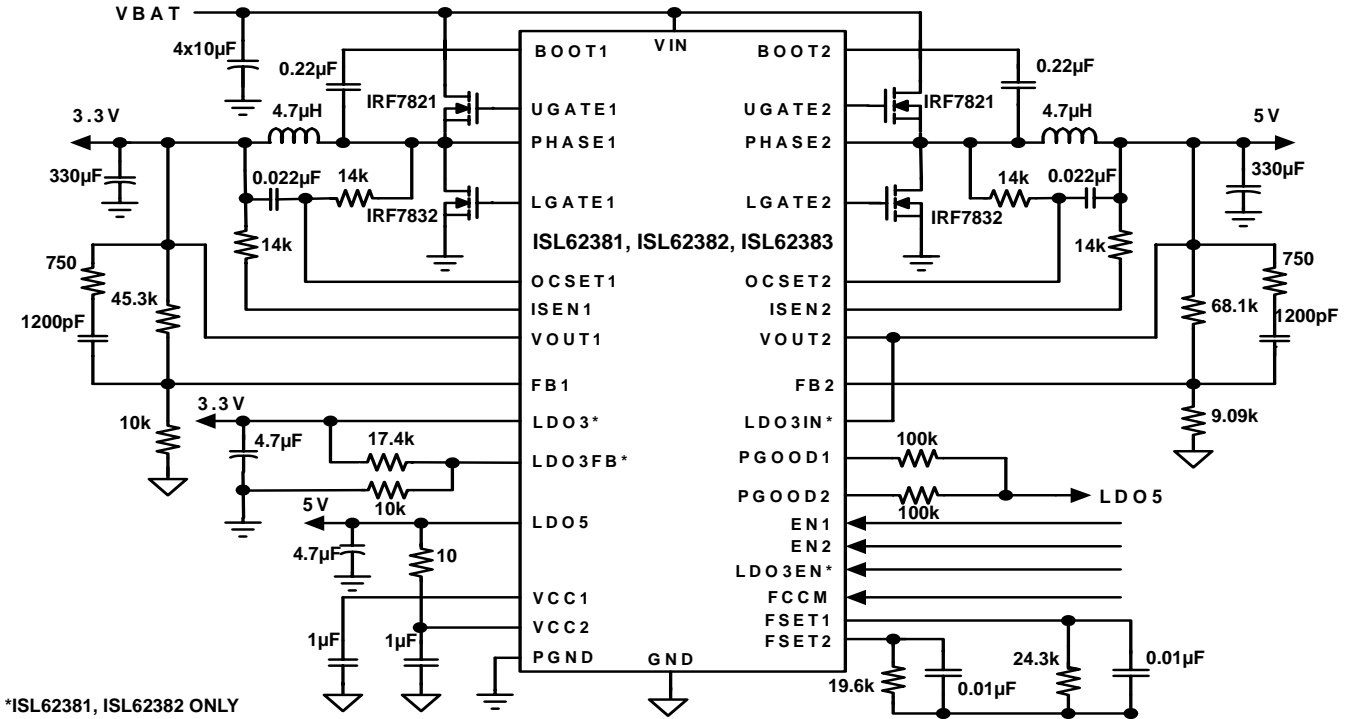 VBAT
4x10µF
0.22µF
IRF7821
3.3V
4.7µH
330µF
0.022µF
14k
IRF7832
14k
750
45.3k
1200pF
10k
3.3V
4.7µF
17.4k
10k
5V
4.7µF
10
1µF
1µF
VIN
BOOT1
UGATE1
PHASE1
LGATE1
ISL62381, ISL62382, ISL62383
OCSET1
ISEN1
VOUT1
FB1
LDO3*
LDO3FB*
LDO5
VCC1
VCC2
PGND
GND
BOOT2
UGATE2
PHASE2
LGATE2
OCSET2
ISEN2
VOUT2
FB2
LDO3IN*
PGOOD1
PGOOD2
EN1
EN2
LDO3EN*
FCCM
FSET1
FSET2
0.22µF
IRF7821
4.7µH
5V
14k
0.022µF
330µF
IRF7832
14k
750
68.1k
1200pF
9.09k
100k
100k
LDO5
24.3k
0.01µF
19.6k
0.01µF
*ISL62381, ISL62382 ONLY